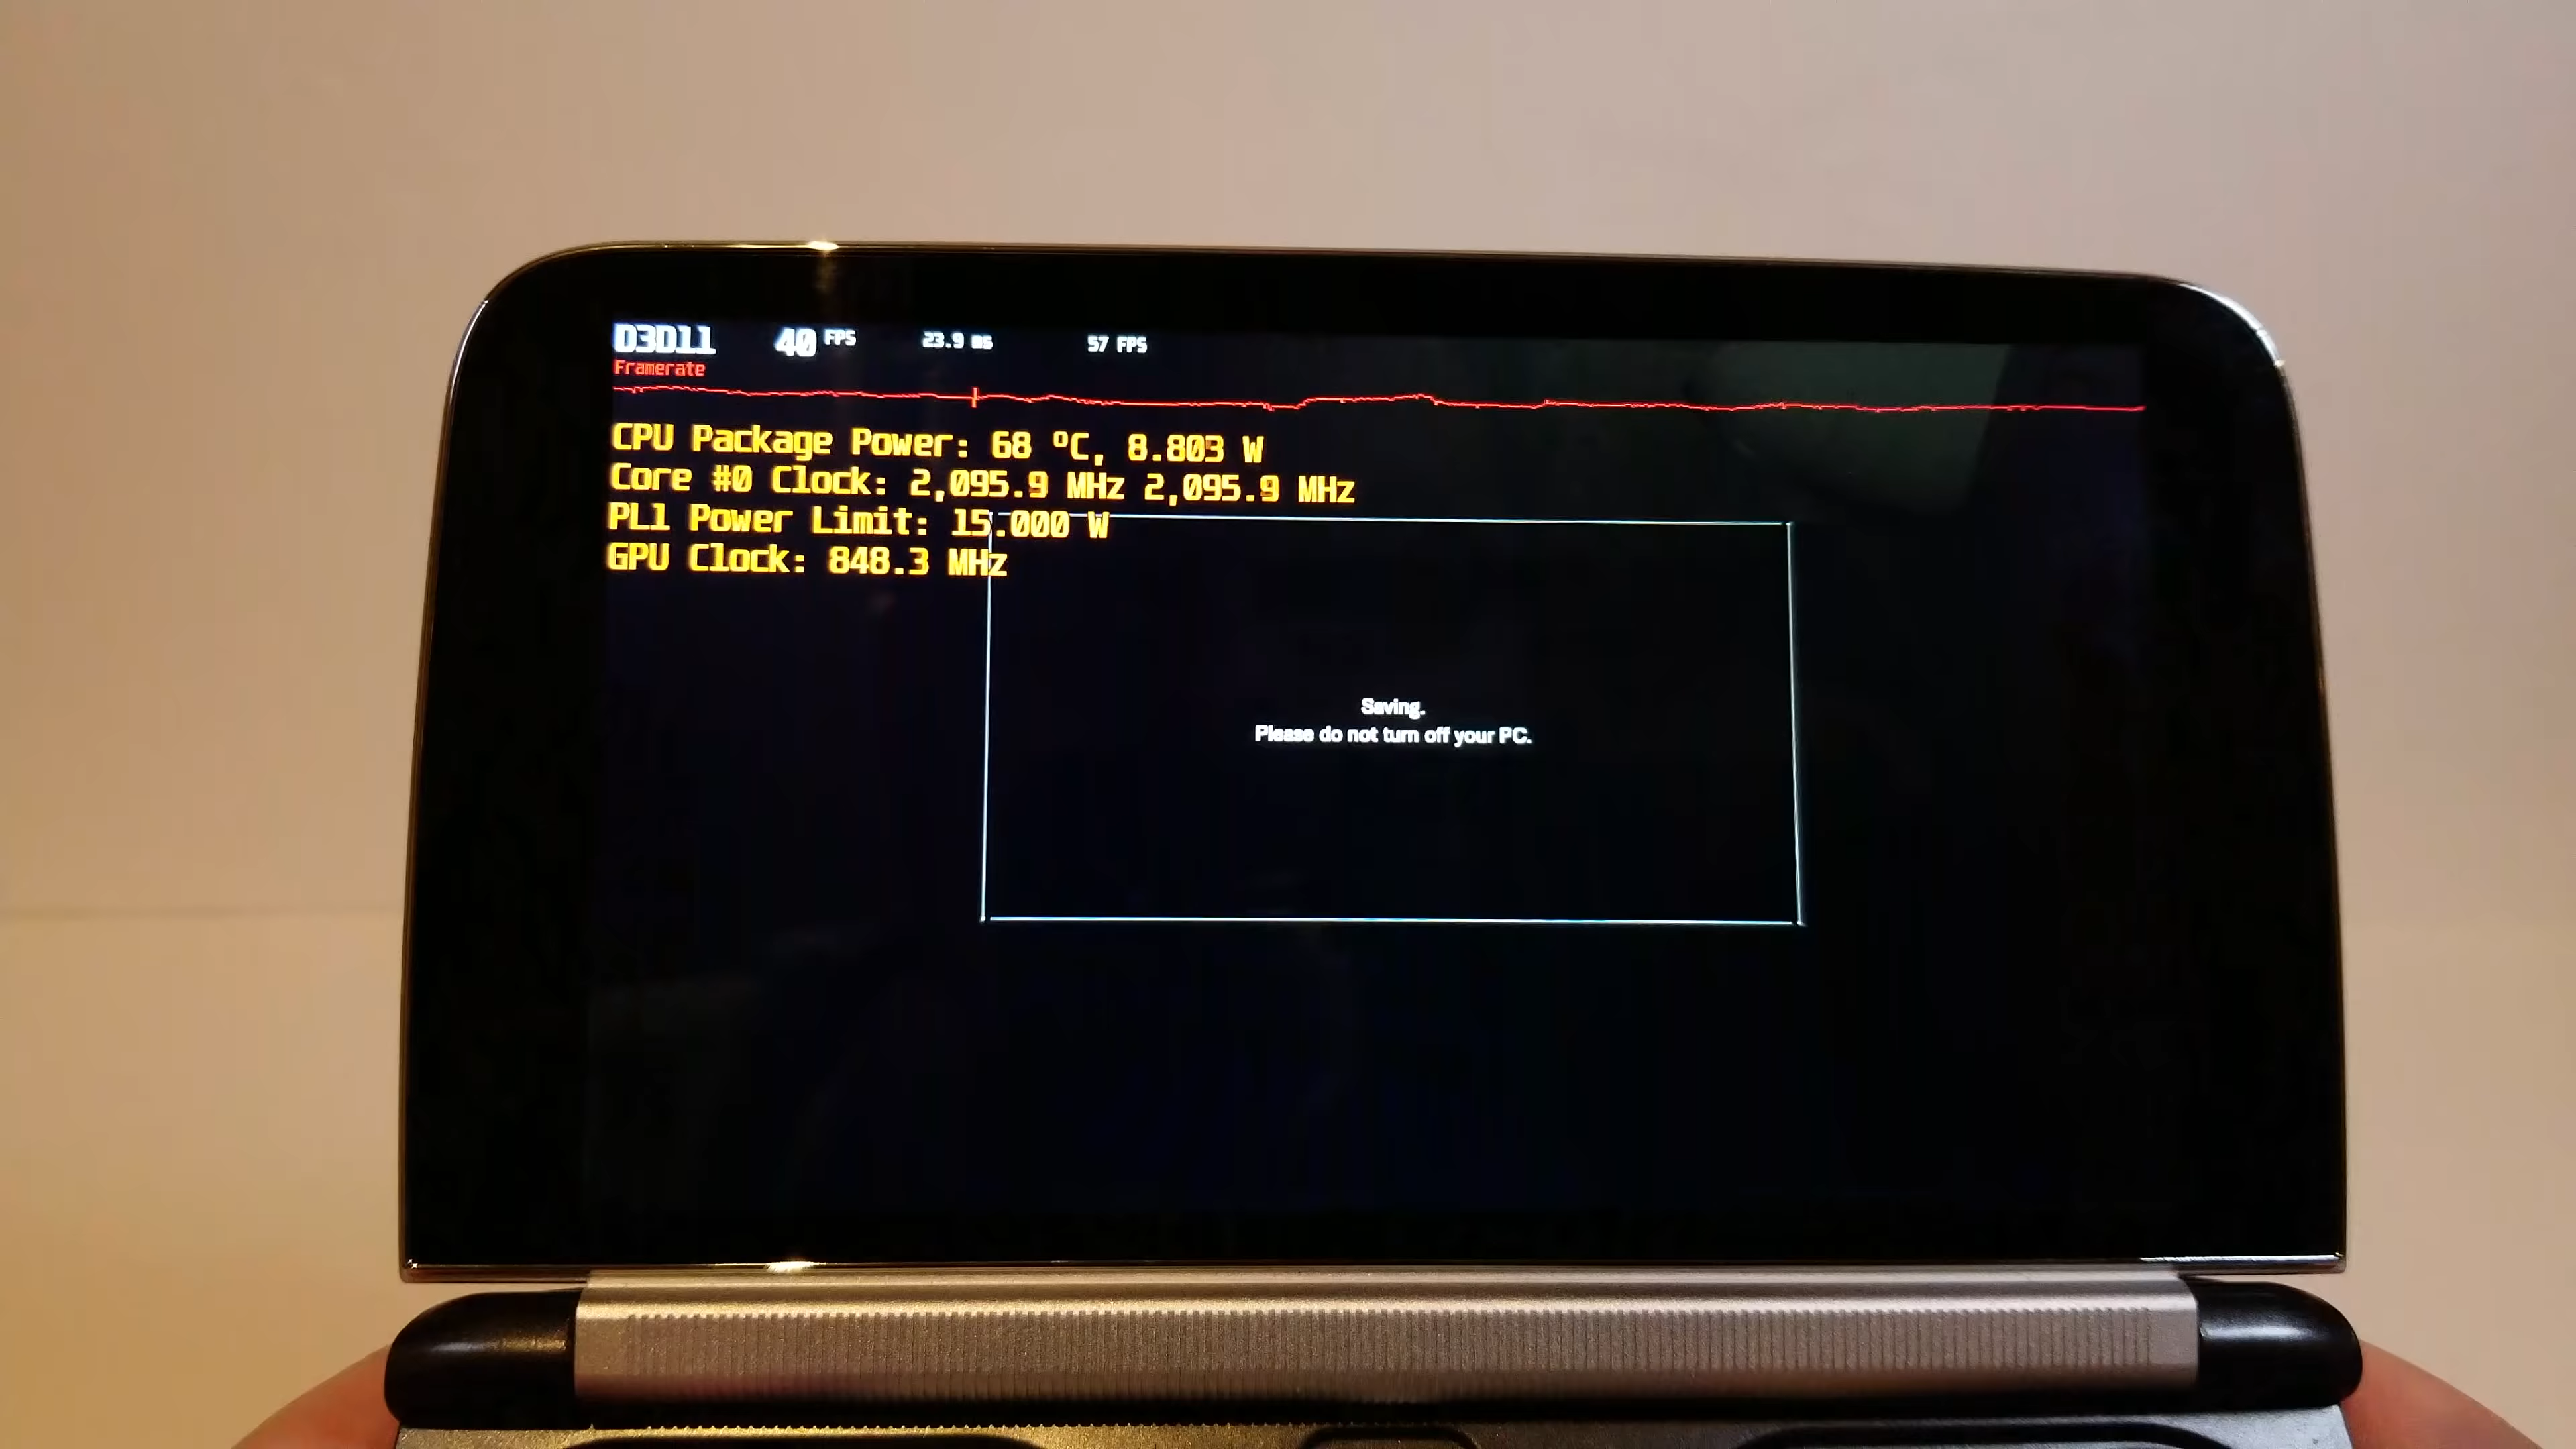 D3D11 40 FPS 23.9 ms 57 FPS
Framerate
CPU Package Power: 68 ºC, 8.803 W
Core #0 Clock: 2,095.9 MHz 2,095.9 MHz
PL1 Power Limit: 15.000 W
GPU Clock: 848.3 MHz
Saving.
Please do not turn off your PC.